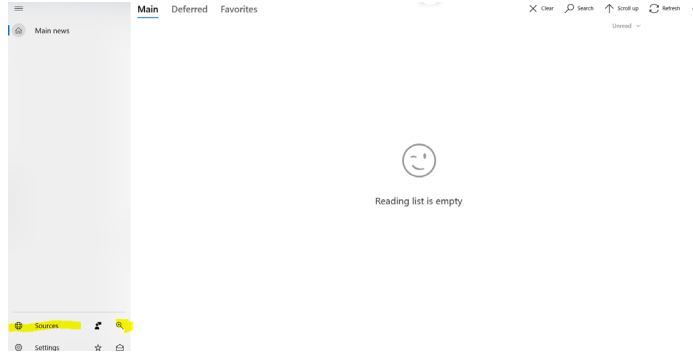 Main Deferred Favorites
Clear Search Scroll up Refresh
Unread
Main news
Reading list is empty
Sources
Settings